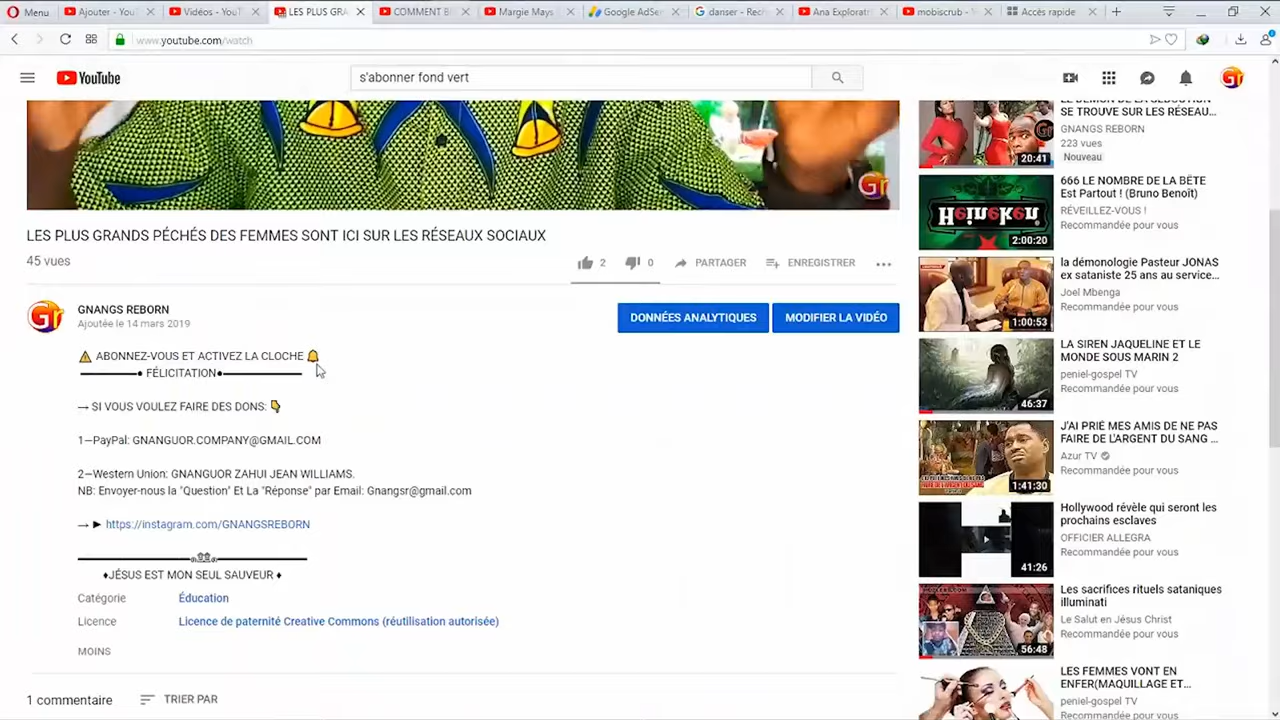 Menu
Ajouter - You
Vidéos - YouT
LES PLUS GRA
COMMENT B
Margie Mays
Google AdSe
danser - Rec
Ana Explorat
mobiscrub -
Accès rapide
www.youtube.com/watch
YouTube
s'abonner fond vert
Gr
LES PLUS GRANDS PÉCHÉS DES FEMMES SONT ICI SUR LES RÉSEAUX SOCIAUX
45 vues
2
0
PARTAGER
ENREGISTRER
GNANGS REBORN
Ajoutée le 14 mars 2019
DONNÉES ANALYTIQUES
MODIFIER LA VIDÉO
⚠ ABONNEZ-VOUS ET ACTIVEZ LA CLOCHE 🔔
● FÉLICITATION●
→ SI VOUS VOULEZ FAIRE DES DONS: 👇
1—PayPal: GNANGUOR.COMPANY@GMAIL.COM
2—Western Union: GNANGUOR ZAHUI JEAN WILLIAMS.
NB: Envoyer-nous la "Question" Et La "Réponse" par Email: Gnangsr@gmail.com
→ ► https://instagram.com/GNANGSREBORN
♦JÉSUS EST MON SEUL SAUVEUR ♦
Catégorie
Éducation
Licence
Licence de paternité Creative Commons (réutilisation autorisée)
MOINS
1 commentaire
TRIER PAR
LE DÉMON DE LA SÉDUCTION
SE TROUVE SUR LES RÉSEAU...
GNANGS REBORN
223 vues
Nouveau
20:41
666 LE NOMBRE DE LA BÊTE
Est Partout ! (Bruno Benoît)
RÉVEILLEZ-VOUS !
Recommandée pour vous
Heineken
2:00:20
la démonologie Pasteur JONAS
ex sataniste 25 ans au service...
Joel Mbenga
Recommandée pour vous
1:00:53
LA SIREN JAQUELINE ET LE
MONDE SOUS MARIN 2
peniel-gospel TV
Recommandée pour vous
46:37
J'AI PRIÉ MES AMIS DE NE PAS
FAIRE DE L'ARGENT DU SANG ...
Azur TV
Recommandée pour vous
1:41:30
Hollywood révèle qui seront les
prochains esclaves
OFFICIER ALLEGRA
Recommandée pour vous
41:26
Les sacrifices rituels sataniques
illuminati
Le Salut en Jésus Christ
Recommandée pour vous
56:48
LES FEMMES VONT EN
ENFER(MAQUILLAGE ET...
peniel-gospel TV
Recommandée pour vous